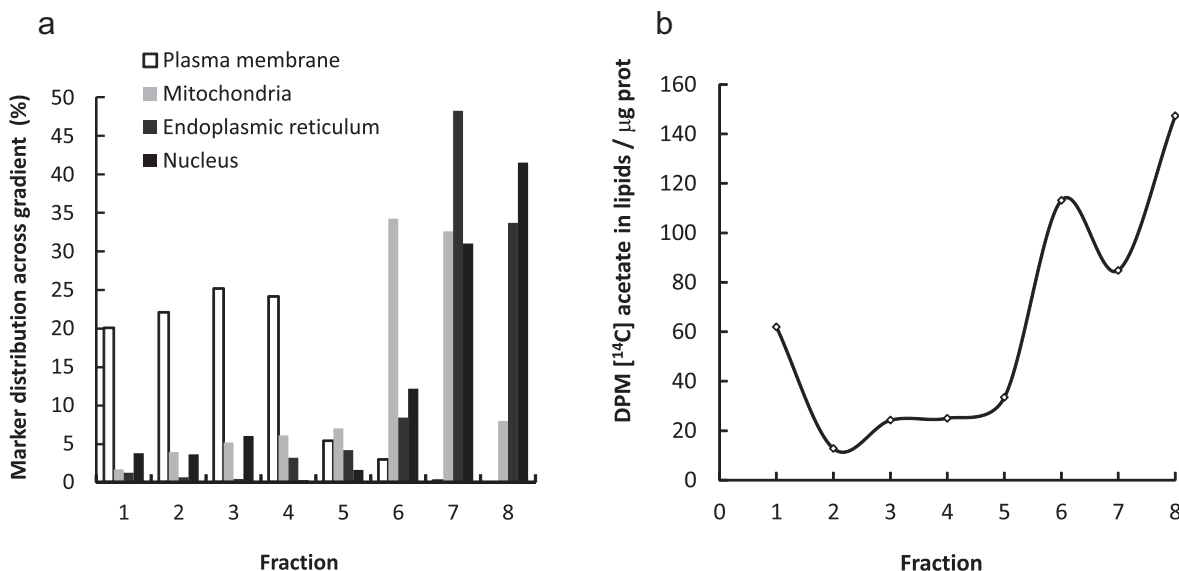 a
Plasma membrane
Mitochondria
Endoplasmic reticulum
Nucleus
Marker distribution across gradient (%)
50
45
40
35
30
25
20
15
10
5
0
1 2 3 4 5 6 7 8
Fraction
b
DPM [¹⁴C] acetate in lipids / µg prot
160
140
120
100
80
60
40
20
0
0 1 2 3 4 5 6 7 8
Fraction